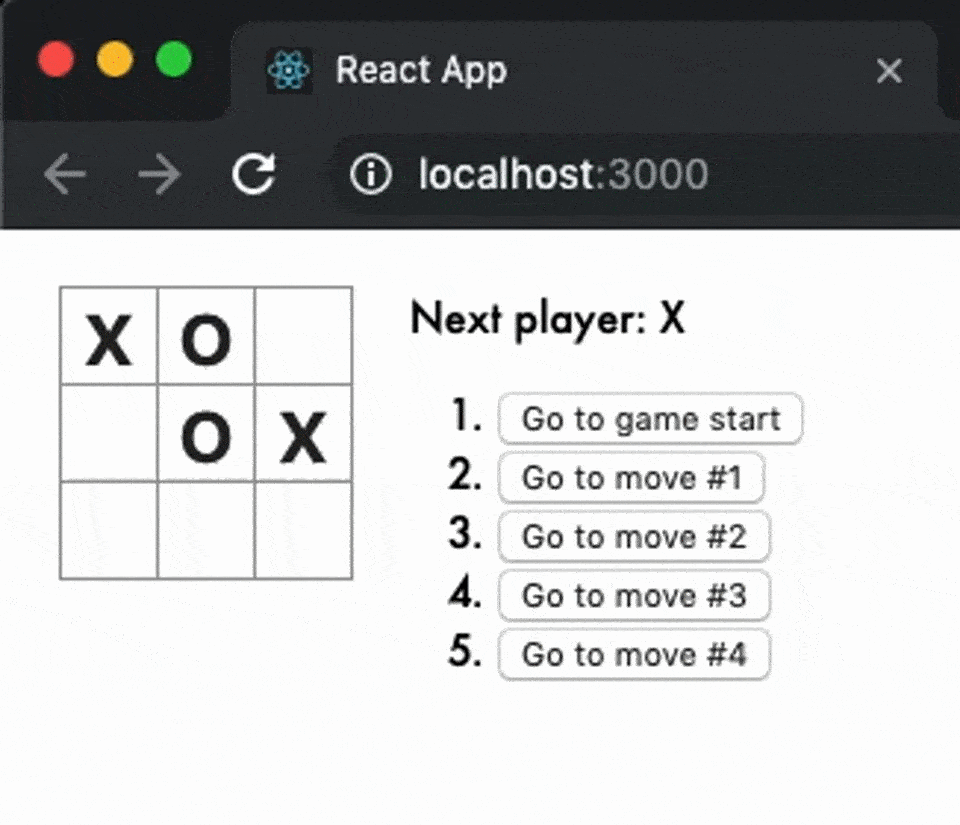 React App
localhost:3000
X O
O X
Next player: X
1. Go to game start
2. Go to move #1
3. Go to move #2
4. Go to move #3
5. Go to move #4